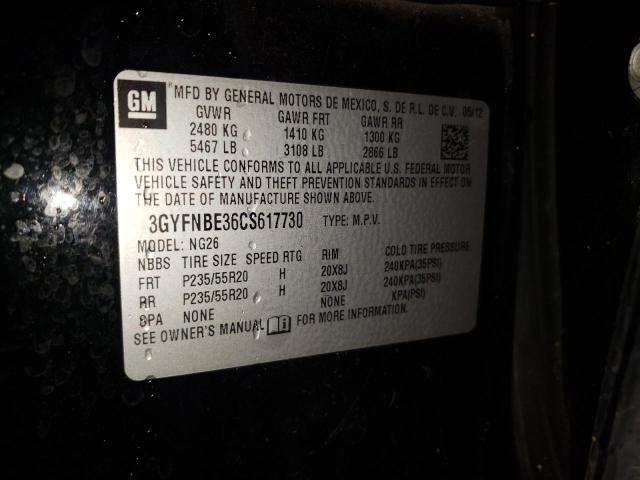 GM
®MFD BY GENERAL MOTORS DE MEXICO, S. DE R.L. DE C.V. 05/12
GVWR GAWR FRT GAWR RR
2480 KG 1410 KG 1300 KG
5467 LB 3108 LB 2866 LB
THIS VEHICLE CONFORMS TO ALL APPLICABLE U.S. FEDERAL MOTOR
VEHICLE SAFETY AND THEFT PREVENTION STANDARDS IN EFFECT ON
THE DATE OF MANUFACTURE SHOWN ABOVE.
3GYFNBE36CS617730 TYPE: M.P.V.
MODEL: NG26
NBBS TIRE SIZE SPEED RTG RIM COLD TIRE PRESSURE
FRT P235/55R20 H 20X8J 240KPA(35PSI)
RR P235/55R20 H 20X8J 240KPA(35PSI)
SPA NONE NONE KPA(PSI)
SEE OWNER'S MANUAL FOR MORE INFORMATION.